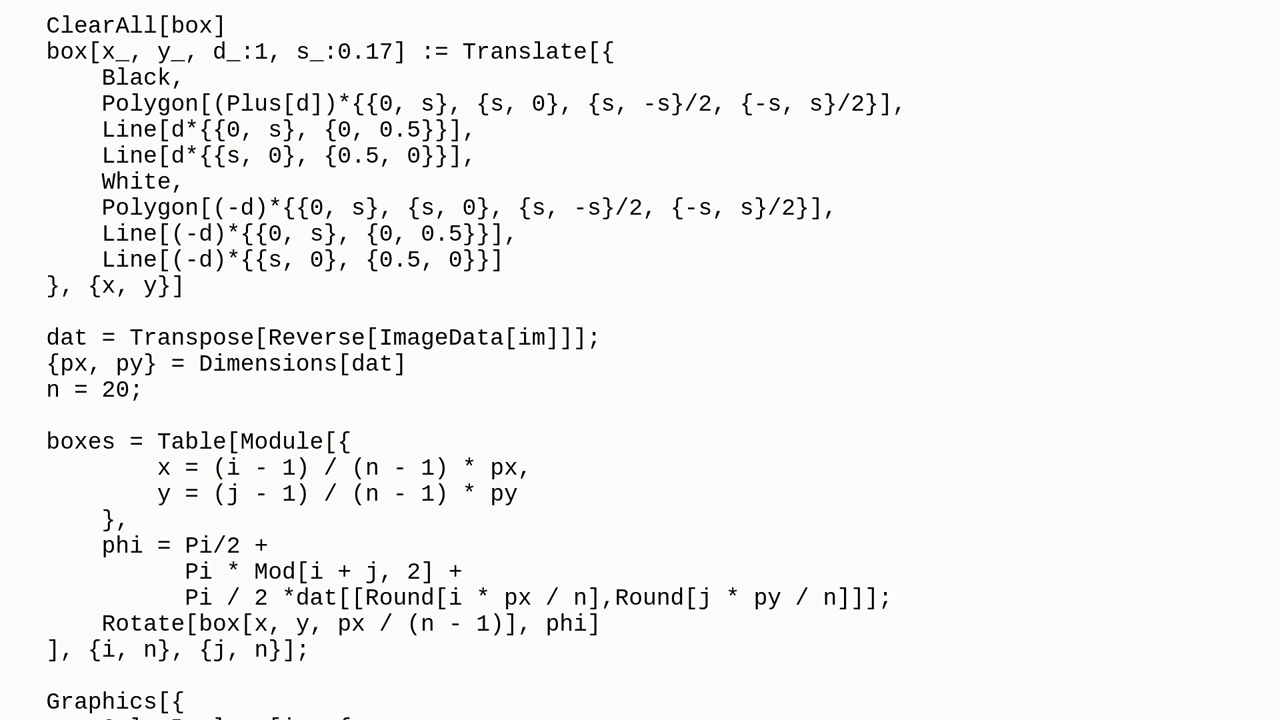 ClearAll[box]
box[x_, y_, d_:1, s_:0.17] := Translate[{
    Black,
    Polygon[(Plus[d])*{{0, s}, {s, 0}, {s, -s}/2, {-s, s}/2}],
    Line[d*{{0, s}, {0, 0.5}}],
    Line[d*{{s, 0}, {0.5, 0}}],
    White,
    Polygon[(-d)*{{0, s}, {s, 0}, {s, -s}/2, {-s, s}/2}],
    Line[(-d)*{{0, s}, {0, 0.5}}],
    Line[(-d)*{{s, 0}, {0.5, 0}}]
}, {x, y}]

dat = Transpose[Reverse[ImageData[im]]];
{px, py} = Dimensions[dat]
n = 20;

boxes = Table[Module[{
        x = (i - 1) / (n - 1) * px,
        y = (j - 1) / (n - 1) * py
    },
    phi = Pi/2 +
          Pi * Mod[i + j, 2] +
          Pi / 2 *dat[[Round[i * px / n],Round[j * py / n]]];
    Rotate[box[x, y, px / (n - 1)], phi]
], {i, n}, {j, n}];

Graphics[{